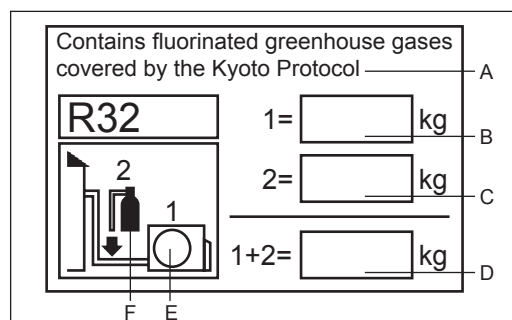 Contains fluorinated greenhouse gases
covered by the Kyoto Protocol
A
R32
1= kg
B
2
1
2= kg
C
1+2= kg
D
F
E